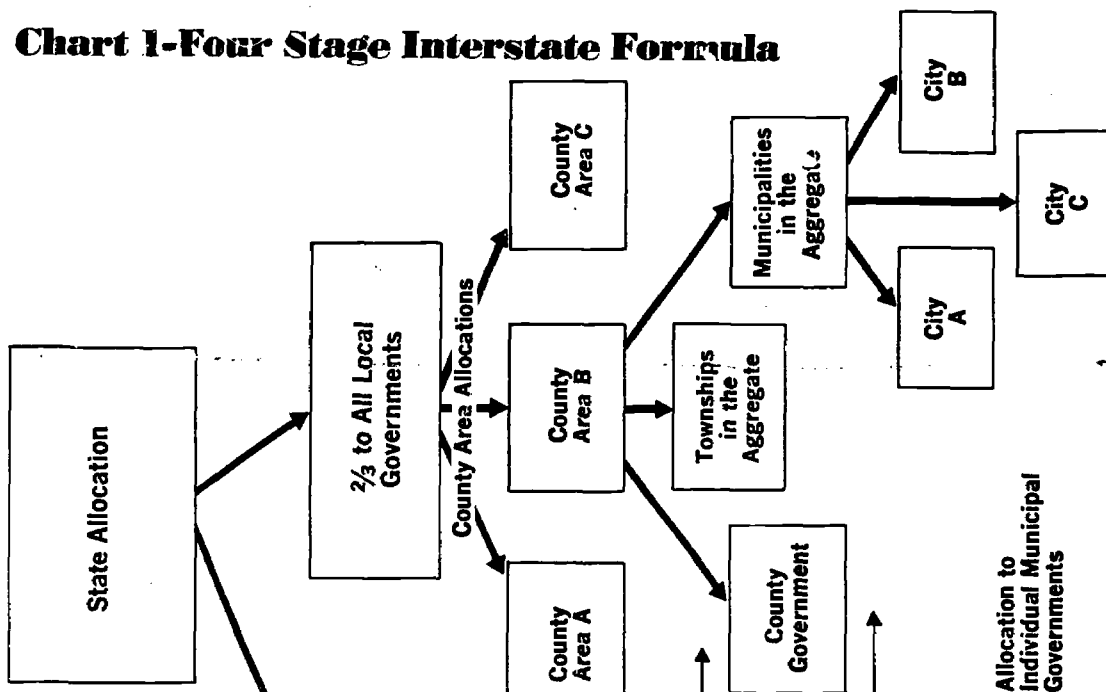 Chart 1-Four Stage Interstate Formula
State Allocation
⅔ to All Local
Governments
County Area Allocations
County
Area A
County
Area B
County
Area C
County
Government
Townships
in the
Aggregate
Municipalities
in the
Aggregate
City
A
City
B
City
C
Allocation to
Individual Municipal
Governments